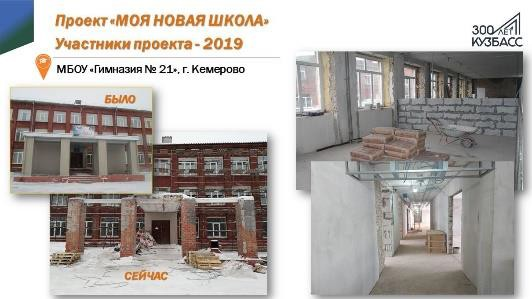 Проект «МОЯ НОВАЯ ШКОЛА»
Участники проекта - 2019
300 ЛЕТ
КУЗБАСС
МБОУ «Гимназия № 21», г. Кемерово
БЫЛО
СЕЙЧАС